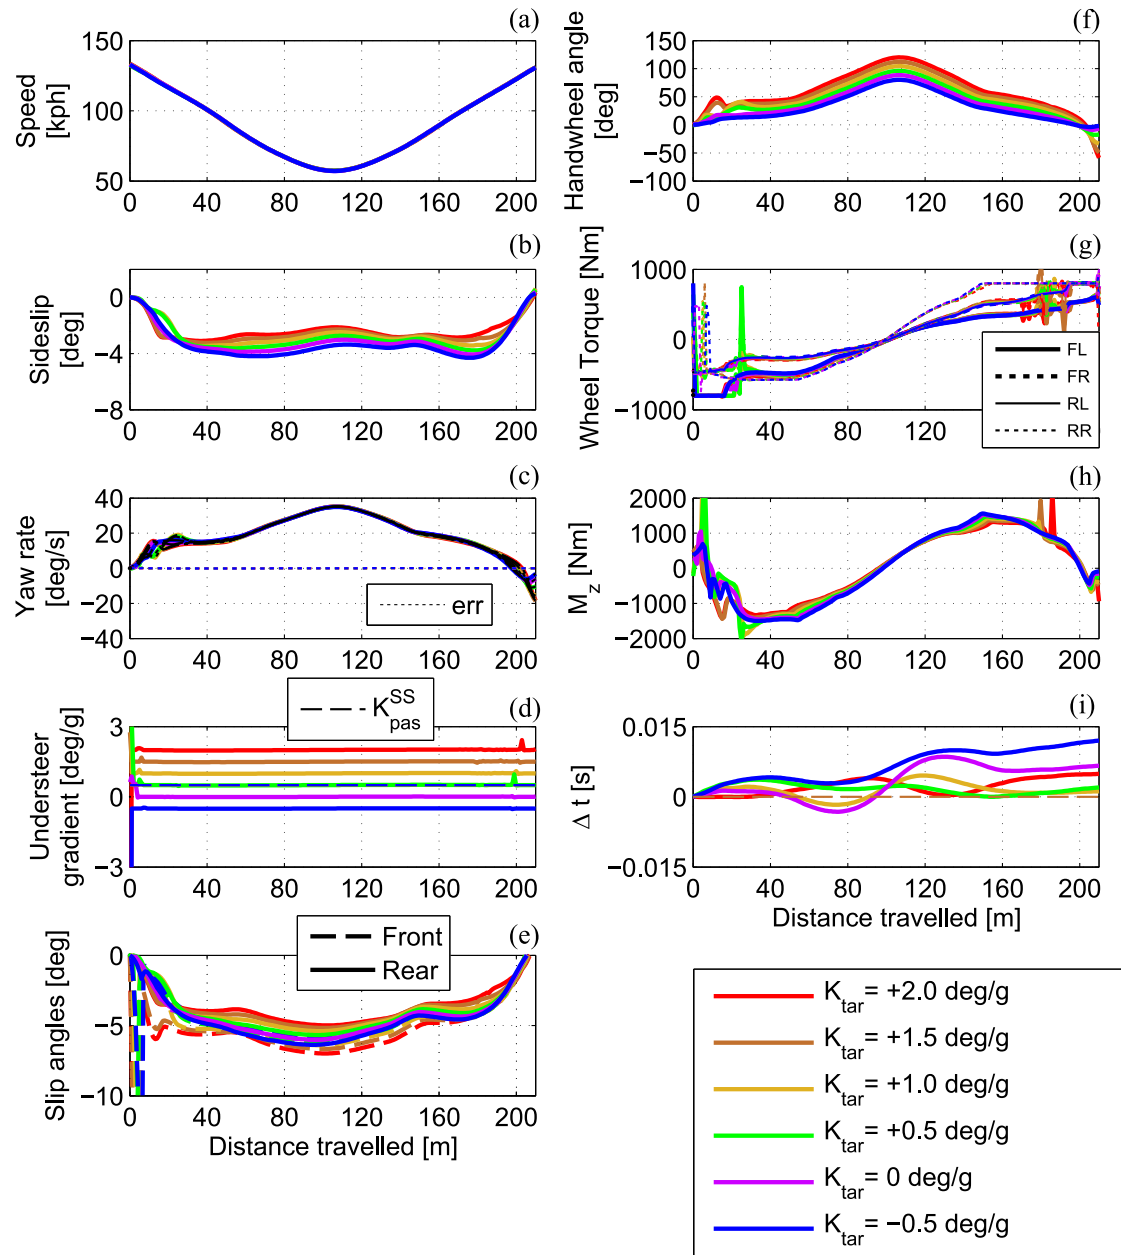 (a)
Speed
[kph]
150
100
50
0 40 80 120 160 200
(b)
Sideslip
[deg]
0
−4
−8
0 40 80 120 160 200
(c)
Yaw rate
[deg/s]
40
20
0
−20
−40
err
0 40 80 120 160 200
(d)
K_pas^SS
Understeer
gradient [deg/g]
3
0
−3
0 40 80 120 160 200
(e)
Slip angles [deg]
0
−5
−10
Front
Rear
0 40 80 120 160 200
Distance travelled [m]
(f)
Handwheel angle
[deg]
150
100
50
0
−50
−100
0 40 80 120 160 200
(g)
Wheel Torque [Nm]
1000
0
−1000
FL
FR
RL
RR
0 40 80 120 160 200
(h)
M_z [Nm]
2000
1000
0
−1000
−2000
0 40 80 120 160 200
(i)
Δ t [s]
0.015
0
−0.015
0 40 80 120 160 200
Distance travelled [m]
K_tar= +2.0 deg/g
K_tar= +1.5 deg/g
K_tar= +1.0 deg/g
K_tar= +0.5 deg/g
K_tar= 0 deg/g
K_tar= −0.5 deg/g